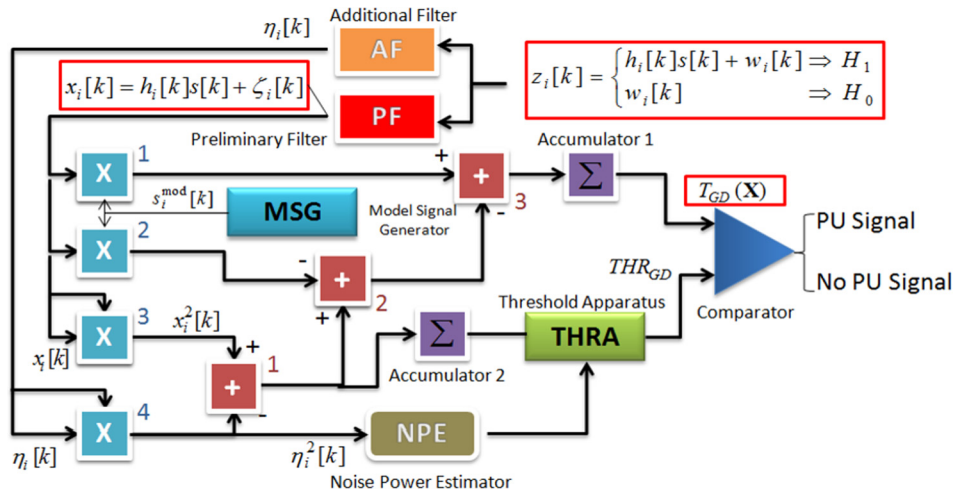 η_i[k]
Additional Filter
AF
z_i[k] = { h_i[k]s[k] + w_i[k] ⇒ H_1
w_i[k] ⇒ H_0
x_i[k] = h_i[k]s[k] + ζ_i[k]
PF
Preliminary Filter
Accumulator 1
X
1
+
+
Σ
3
-
T_GD(X)
s_i^mod[k]
MSG
Model Signal
Generator
PU Signal
X
2
-
+
2
+
THR_GD
No PU Signal
Comparator
X
3
x_i^2[k]
x_i[k]
+
+
1
-
Σ
Accumulator 2
Threshold Apparatus
THRA
X
4
η_i[k]
η_i^2[k]
NPE
Noise Power Estimator